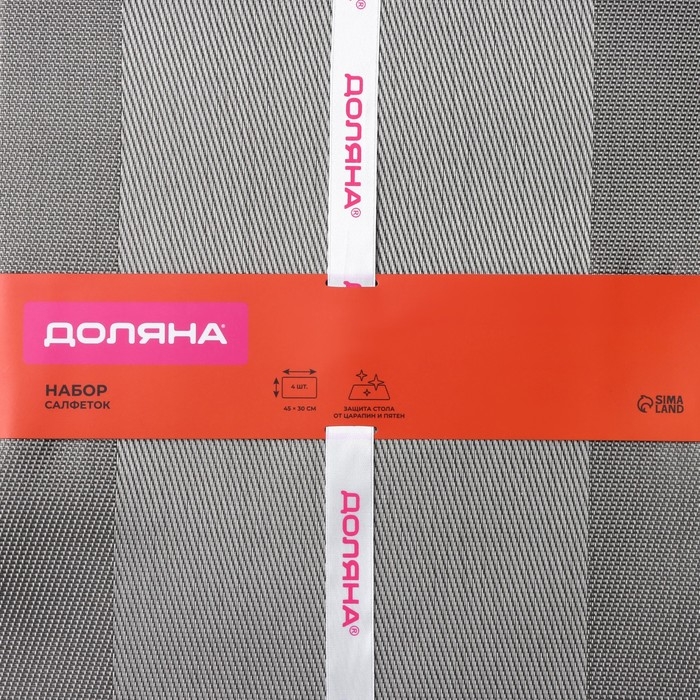 ДОЛЯНА®
ДОЛЯНА®
НАБОР
САЛФЕТОК
4 ШТ.
45 × 30 СМ
ЗАЩИТА СТОЛА
ОТ ЦАРАПИН И ПЯТЕН
SIMA
LAND
ДОЛЯНА®